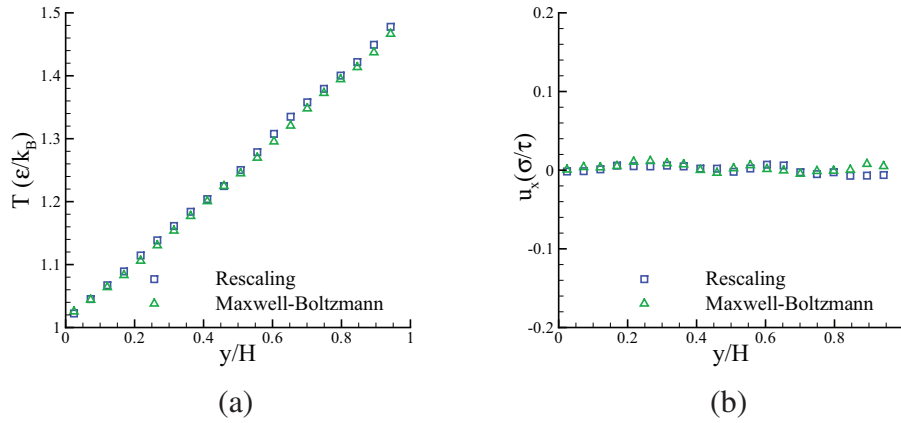 1.5
1.4
1.3
1.2
1.1
1
T (ε/k_B)
0 0.2 0.4 0.6 0.8 1
y/H
Rescaling
Maxwell-Boltzmann
(a)
0.2
0.1
0
-0.1
-0.2
u_x(σ/τ)
0 0.2 0.4 0.6 0.8 1
y/H
Rescaling
Maxwell-Boltzmann
(b)